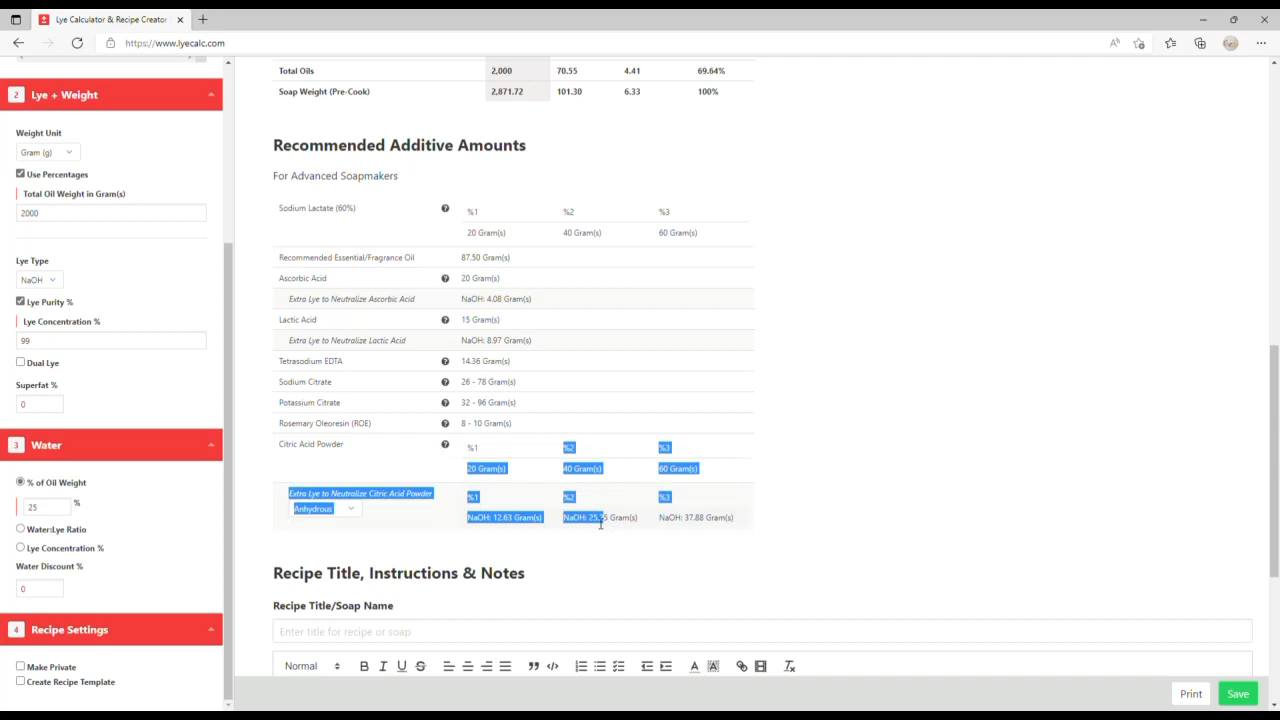 Lye Calculator & Recipe Creator
https://www.lyecalc.com
2 Lye + Weight
Weight Unit
Gram (g)
Use Percentages
Total Oil Weight in Gram(s)
2000
Lye Type
NaOH
Lye Purity %
Lye Concentration %
99
Dual Lye
Superfat %
0
3 Water
% of Oil Weight
25 %
Water:Lye Ratio
Lye Concentration %
Water Discount %
0
4 Recipe Settings
Make Private
Create Recipe Template
Total Oils 2,000 70.55 4.41 69.64%
Soap Weight (Pre-Cook) 2,871.72 101.30 6.33 100%
Recommended Additive Amounts
For Advanced Soapmakers
Sodium Lactate (60%) %1 %2 %3
20 Gram(s) 40 Gram(s) 60 Gram(s)
Recommended Essential/Fragrance Oil 87.50 Gram(s)
Ascorbic Acid 20 Gram(s)
Extra Lye to Neutralize Ascorbic Acid NaOH: 4.08 Gram(s)
Lactic Acid 15 Gram(s)
Extra Lye to Neutralize Lactic Acid NaOH: 8.97 Gram(s)
Tetrasodium EDTA 14.36 Gram(s)
Sodium Citrate 26 - 78 Gram(s)
Potassium Citrate 32 - 96 Gram(s)
Rosemary Oleoresin (ROE) 8 - 10 Gram(s)
Citric Acid Powder %1 %2 %3
20 Gram(s) 40 Gram(s) 60 Gram(s)
Extra Lye to Neutralize Citric Acid Powder %1 %2 %3
Anhydrous NaOH: 12.63 Gram(s) NaOH: Gram(s) NaOH: 37.88 Gram(s)
Recipe Title, Instructions & Notes
Recipe Title/Soap Name
Enter title for recipe or soap
Normal B I U S
Print Save